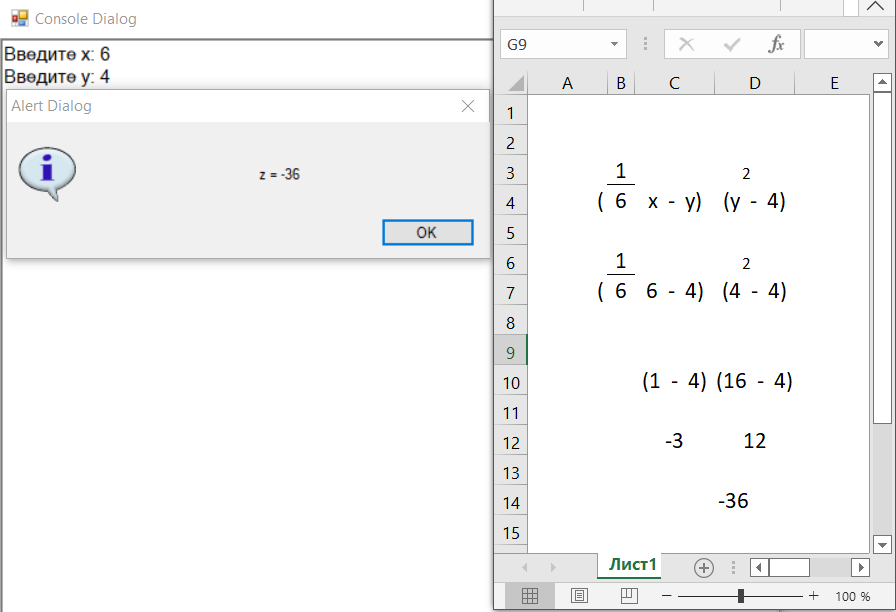 Console Dialog
Введите x: 6
Введите y: 4
Alert Dialog
z = -36
OK
G9
fx
A B C D E
1
2
3 1 2
4 ( 6 x - y) (y - 4)
5
6 1 2
7 ( 6 6 - 4) (4 - 4)
8
9
10 (1 - 4) (16 - 4)
11
12 -3 12
13
14 -36
15
Лист1
100 %